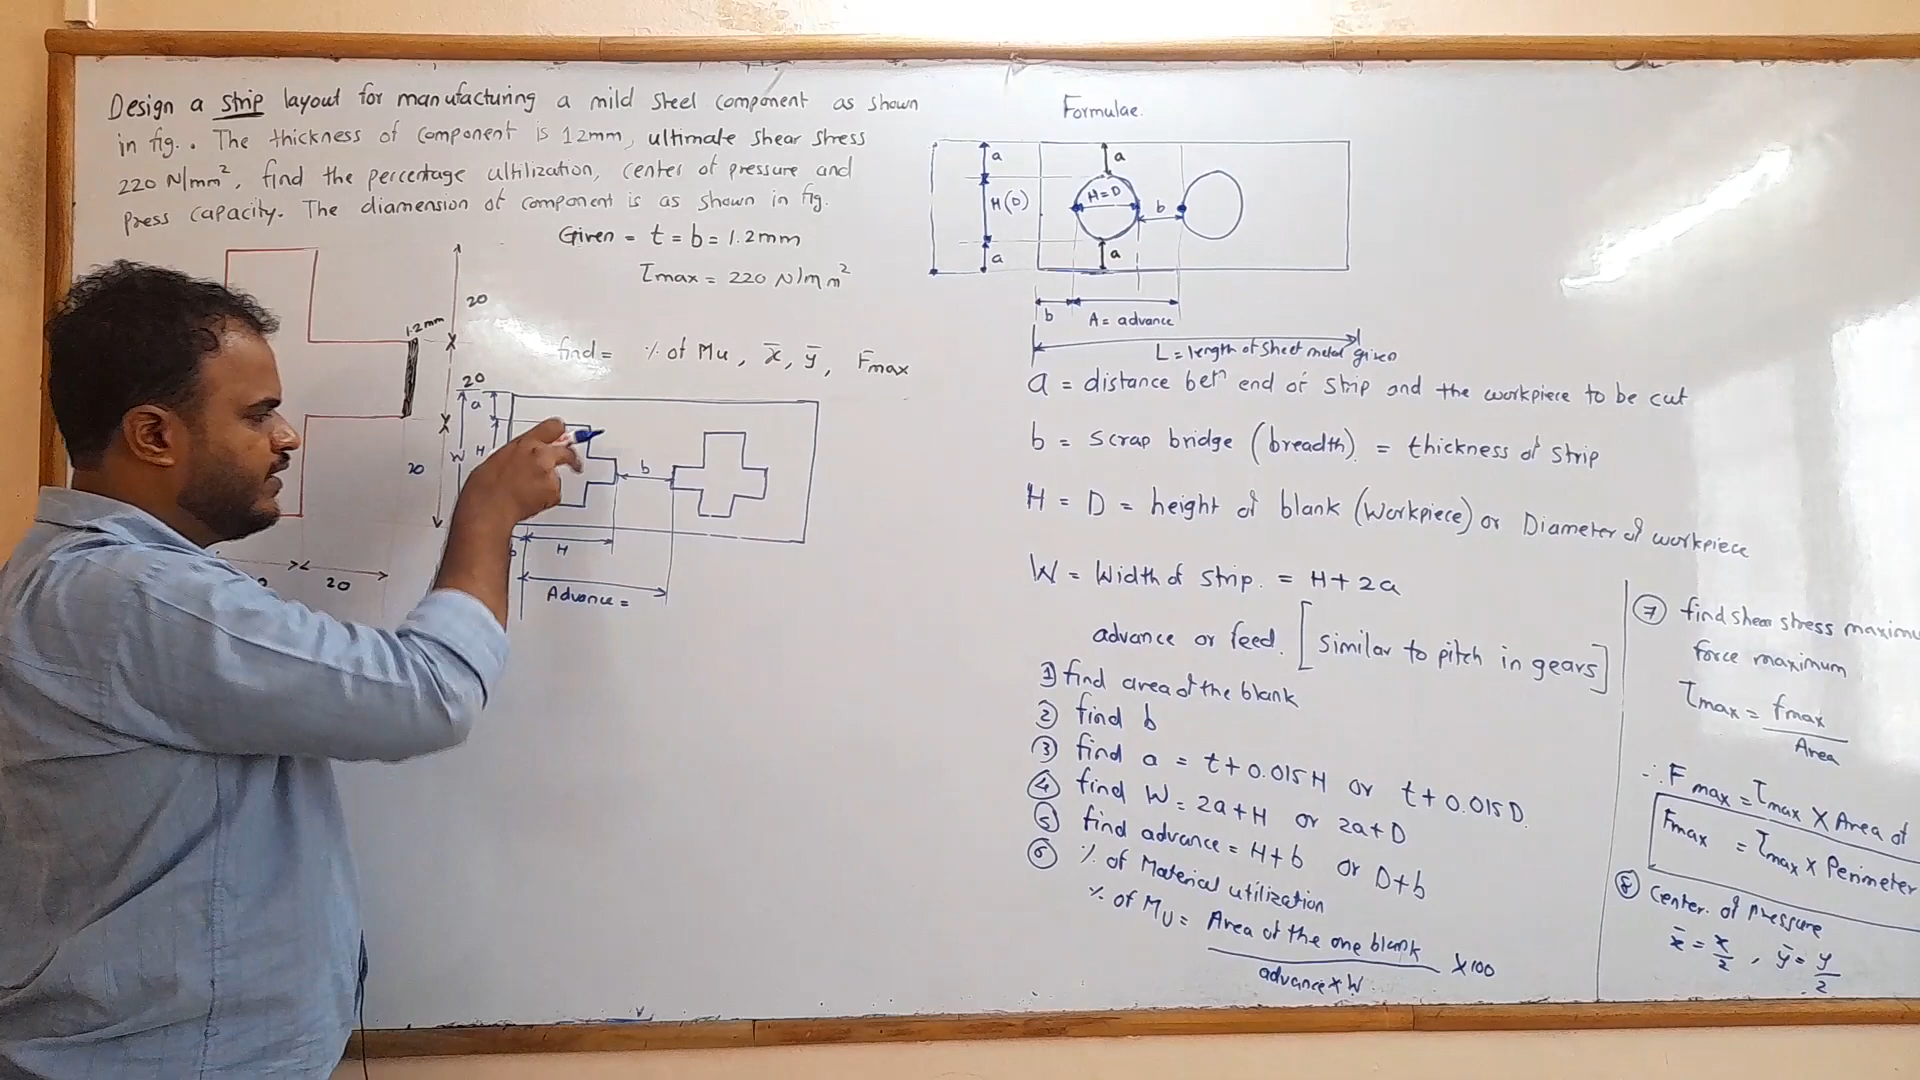 Design a strip layout for manufacturing a mild steel component as shown
in fig.. The thickness of component is 12mm, ultimate shear stress
220 N/mm², find the percentage ultilization, center of pressure and
press capacity. The diamension of component is as shown in fig.
Given = t = b = 1.2mm
τmax = 220 N/mm²
find = % of Mu, x̄, ȳ, Fmax
20
1.2mm
20
20
20
a
W
H
b
b
H
Advance =
Formulae.
a
H(D)
a
a
H=D
b
a
b
A = advance
L = length of sheet metal given
a = distance betn end of strip and the workpiece to be cut
b = scrap bridge (breadth) = thickness of strip
H = D = height of blank (workpiece) or Diameter of workpiece
W = Width of strip. = H + 2a
advance or feed. [similar to pitch in gears]
① find area of the blank
② find b
③ find a = t + 0.015H or t + 0.015D.
④ find W = 2a + H or 2a + D
⑤ find advance = H + b or D + b
⑥ % of Material utilization
% of MU = Area of the one blank / advance × W × 100
⑦ find shear stress maximu
force maximum
τmax = fmax / Area
∴ Fmax = τmax × Area of
Fmax = τmax × Perimeter
⑧ Center of pressure
x̄ = x/2 , ȳ = y/2